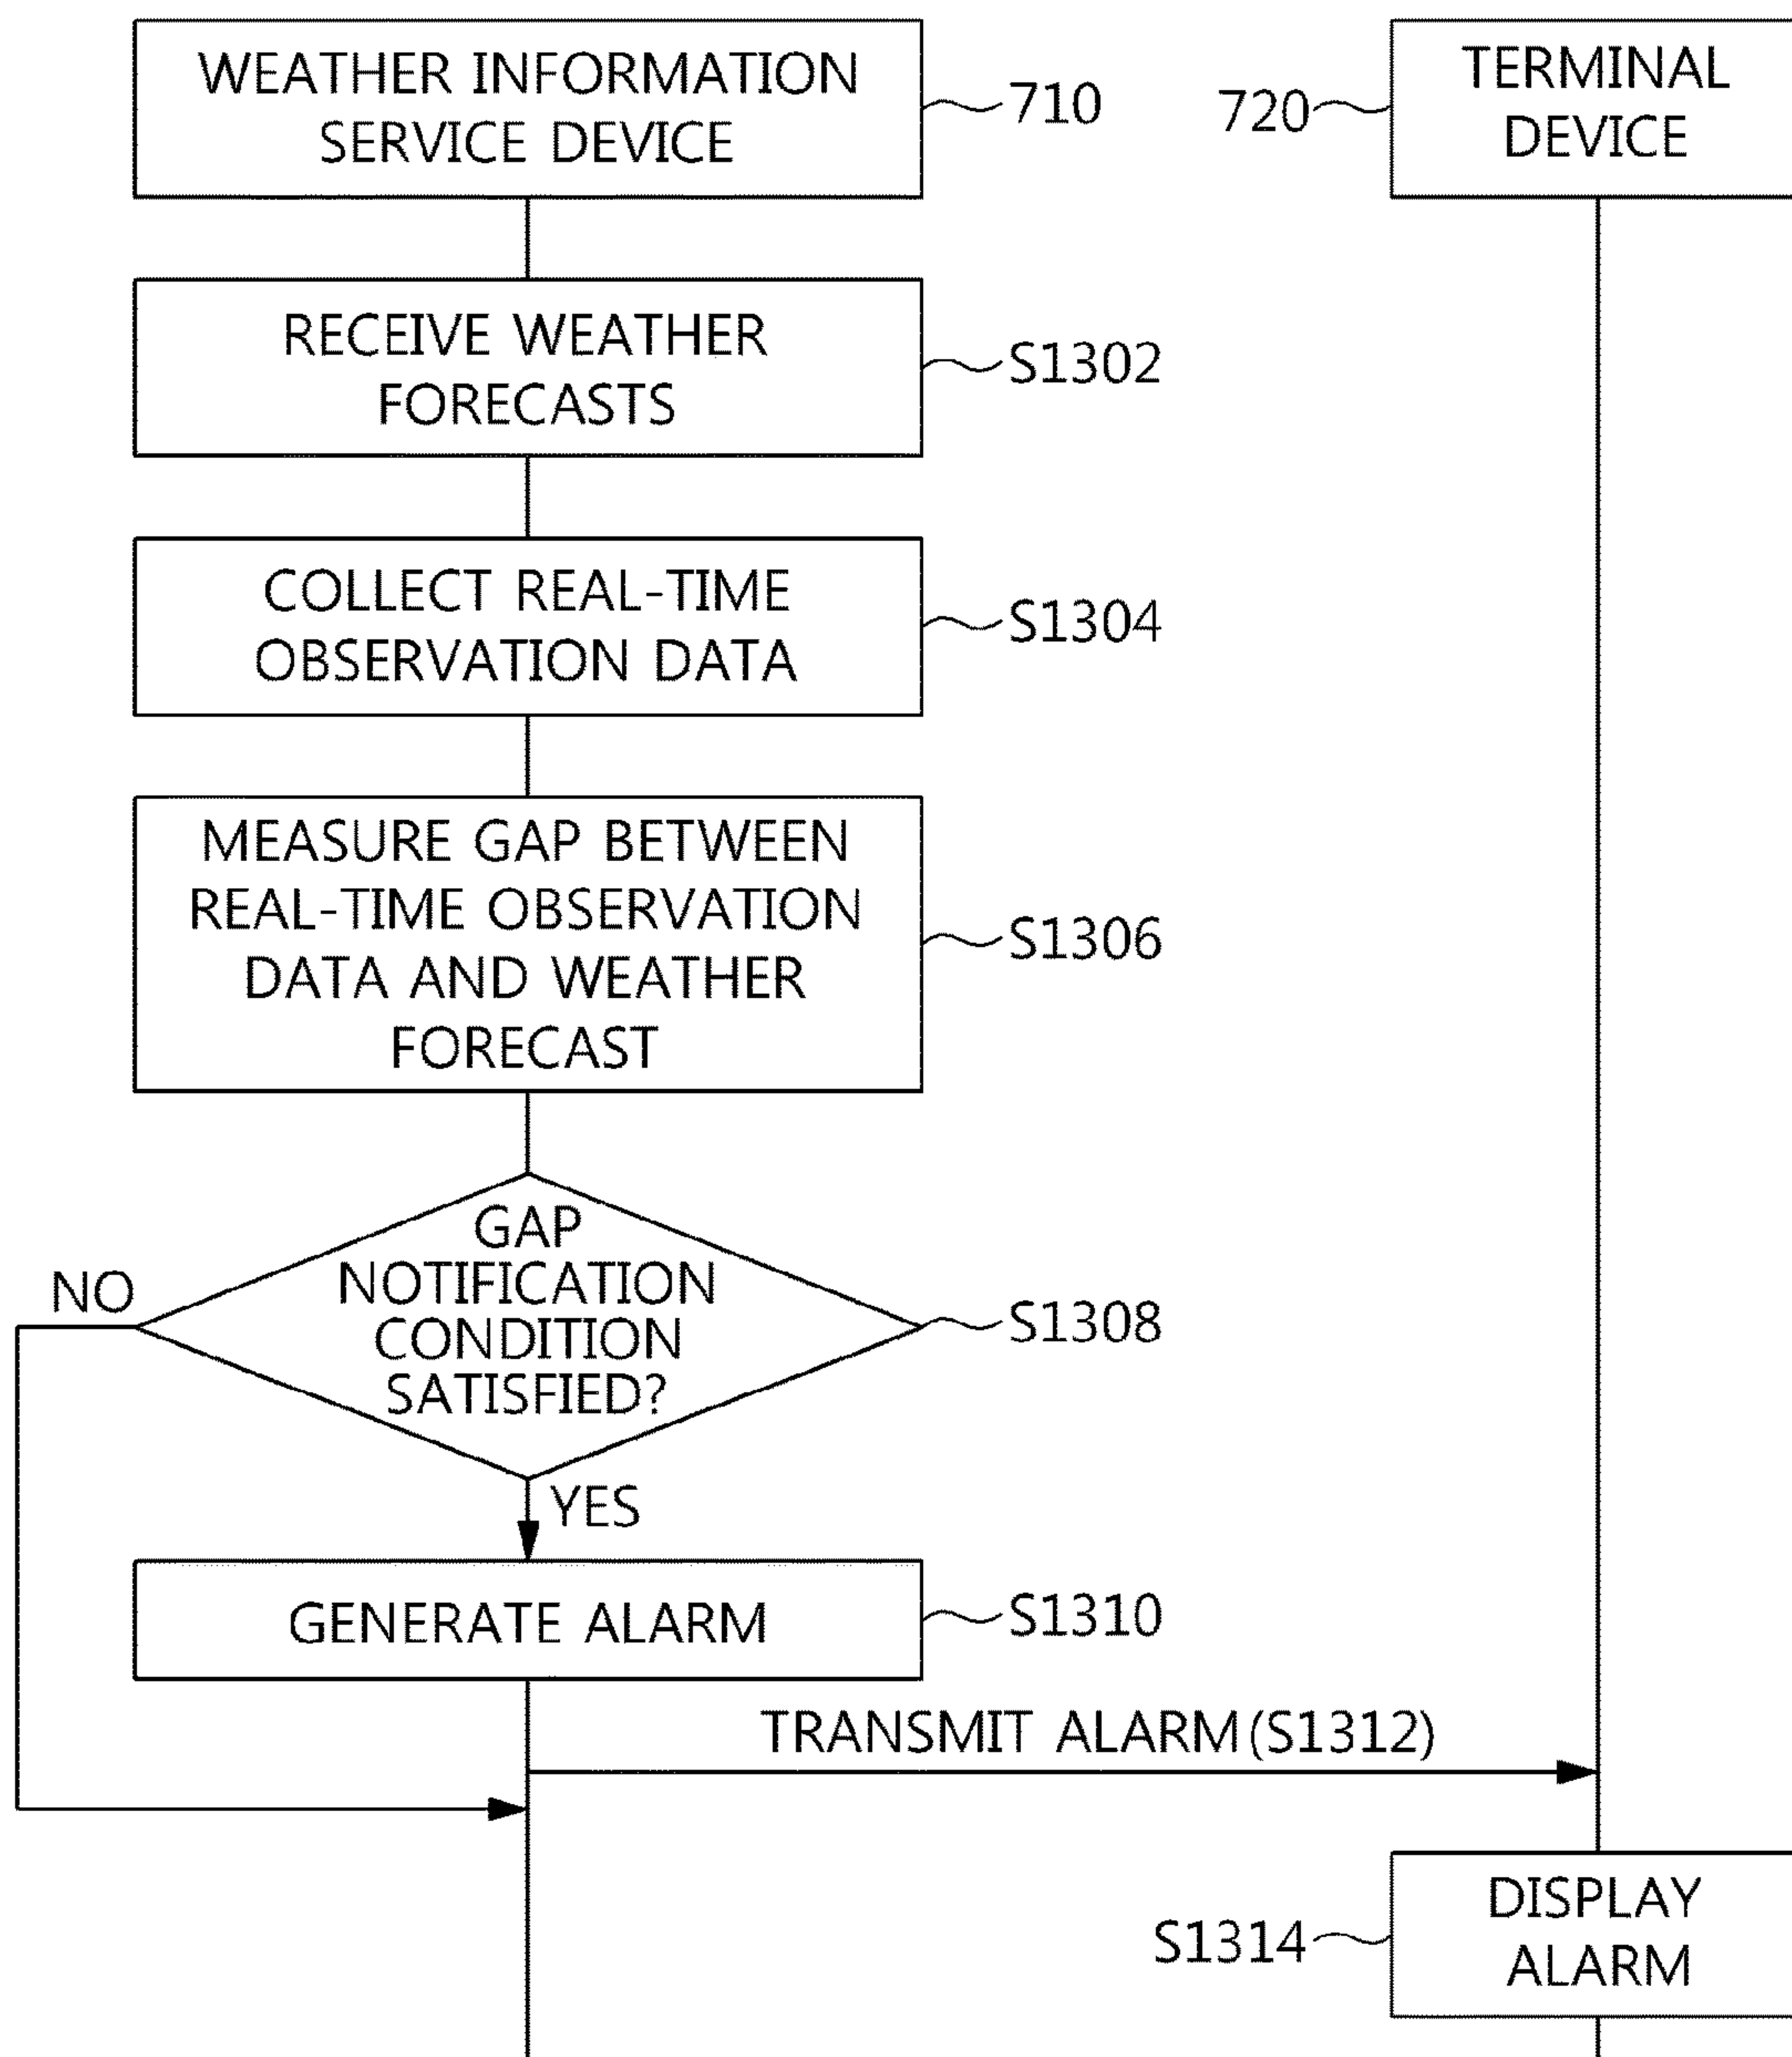 WEATHER INFORMATION
SERVICE DEVICE
710
720
TERMINAL
DEVICE
RECEIVE WEATHER
FORECASTS
S1302
COLLECT REAL-TIME
OBSERVATION DATA
S1304
MEASURE GAP BETWEEN
REAL-TIME OBSERVATION
DATA AND WEATHER
FORECAST
S1306
GAP
NOTIFICATION
CONDITION
SATISFIED?
NO
S1308
YES
GENERATE ALARM
S1310
TRANSMIT ALARM(S1312)
DISPLAY
ALARM
S1314